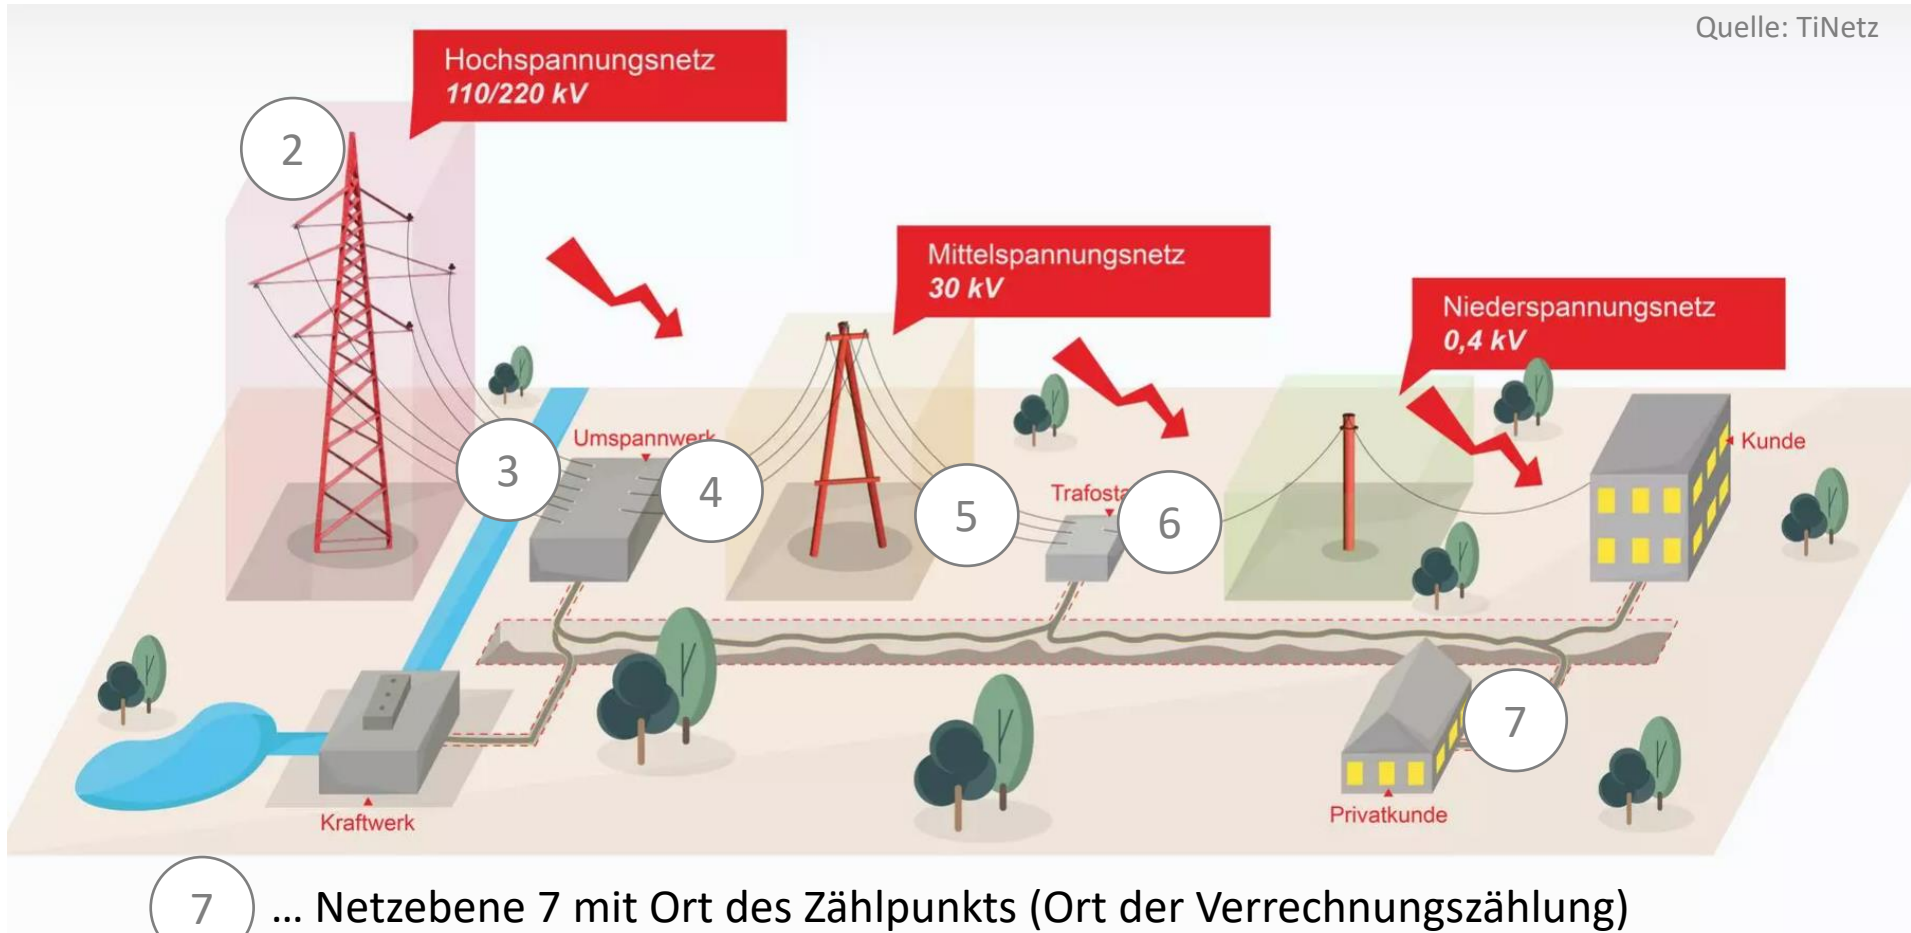 Quelle: TiNetz
Hochspannungsnetz
110/220 kV
2
Mittelspannungsnetz
30 kV
Niederspannungsnetz
0,4 kV
Umspannwerk
Kunde
3
4
5
6
7
Kraftwerk
Privatkunde
7 ... Netzebene 7 mit Ort des Zählpunkts (Ort der Verrechnungszählung)